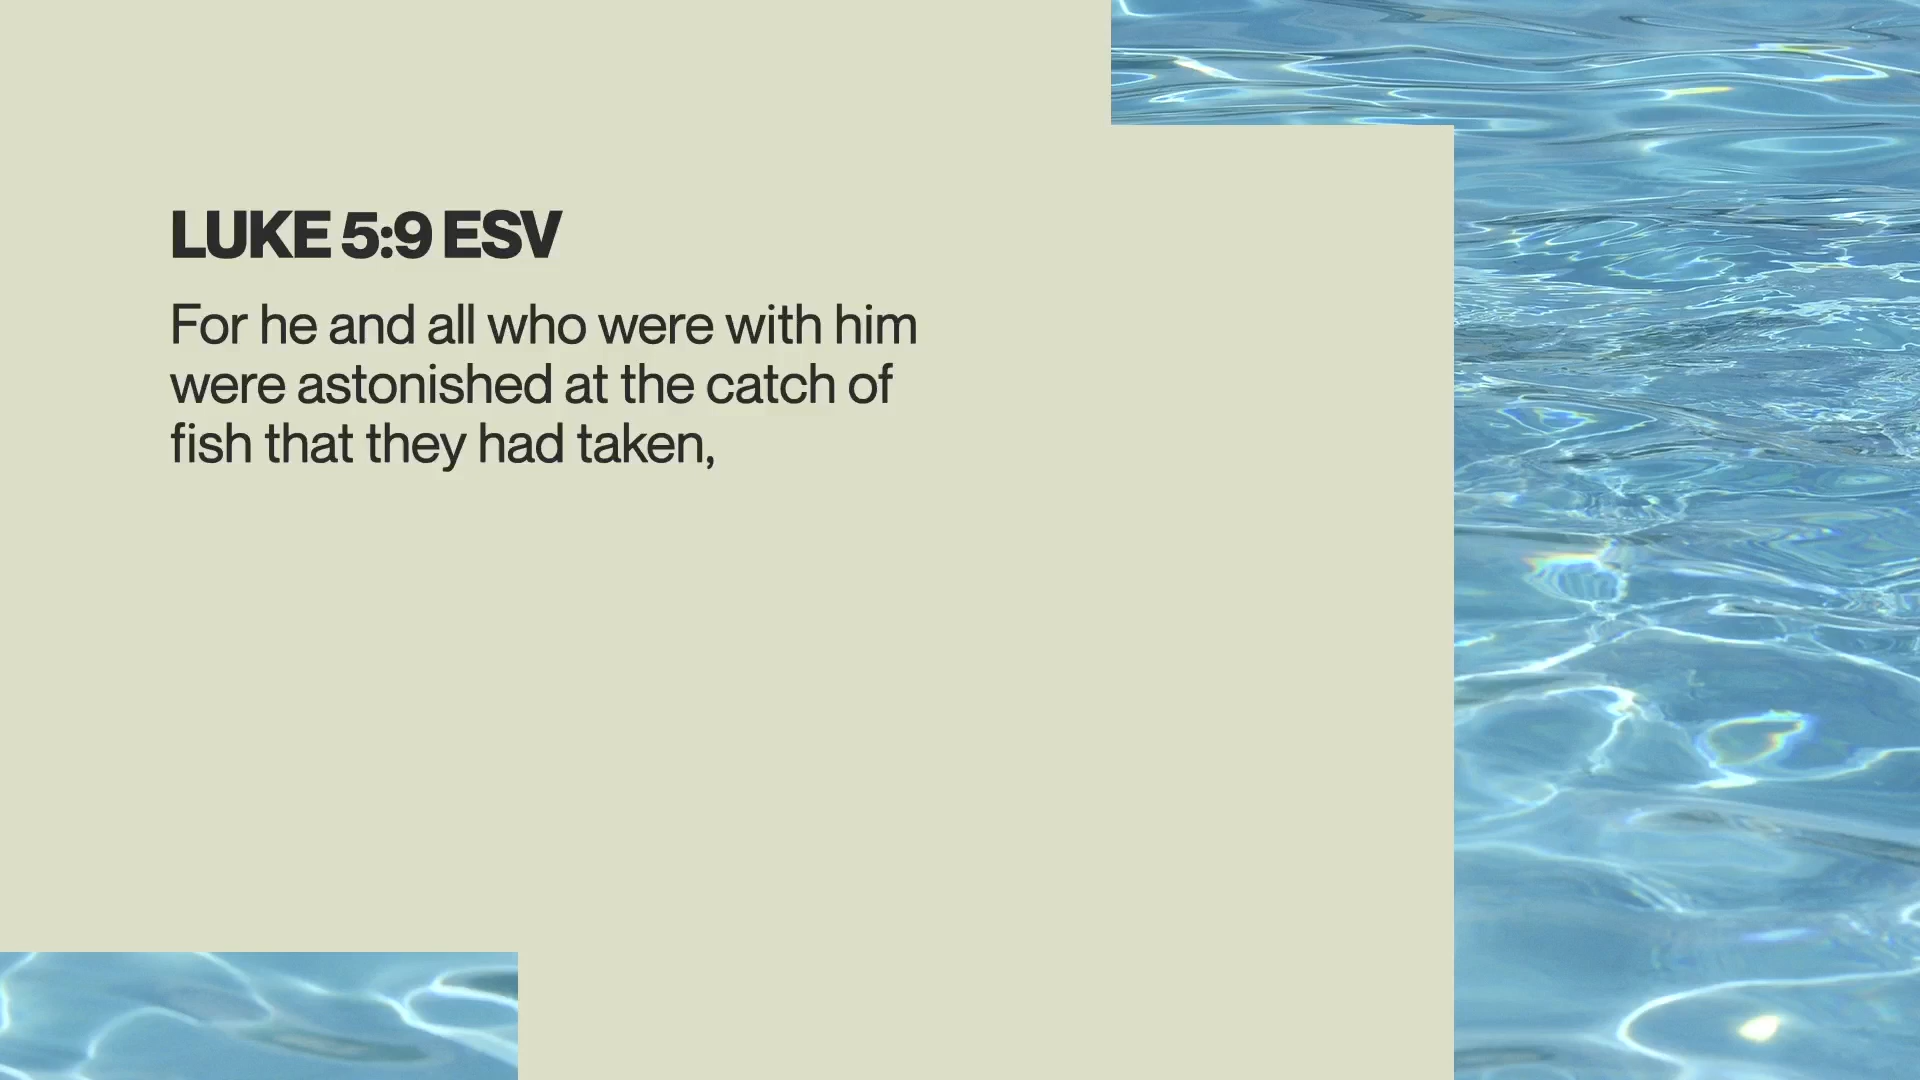 LUKE 5:9 ESV
For he and all who were with him
were astonished at the catch of
fish that they had taken,